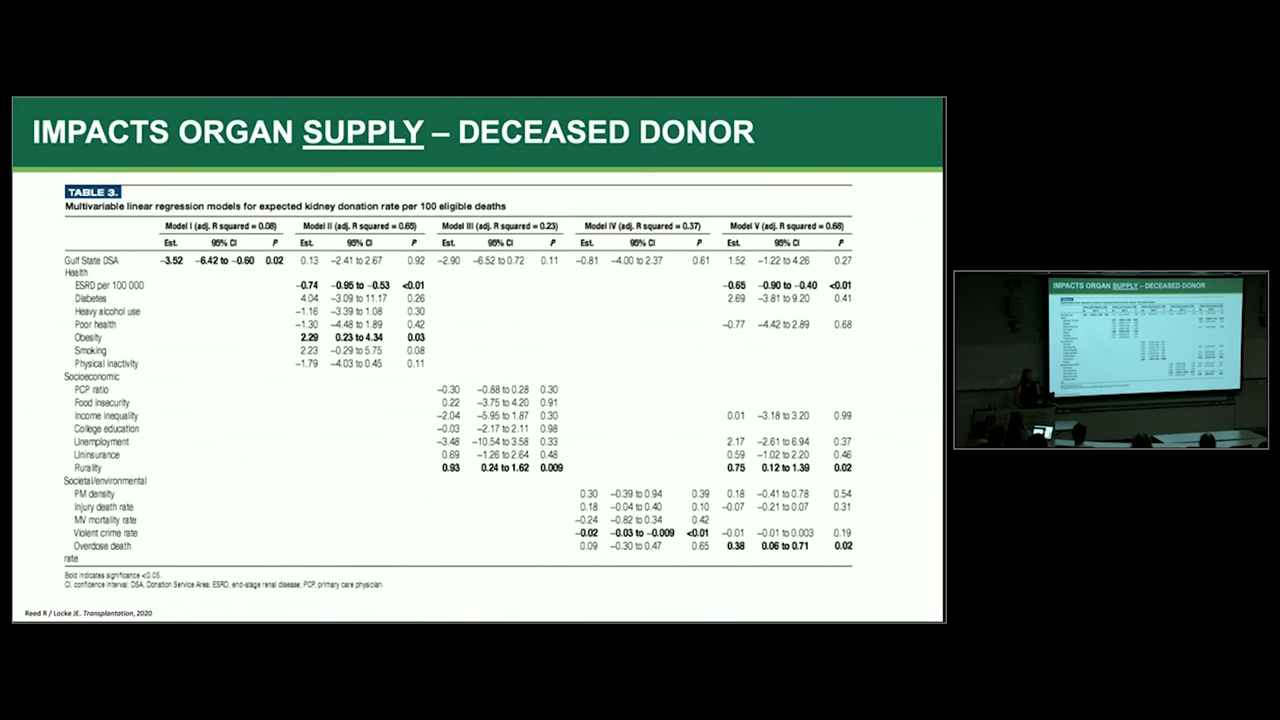 IMPACTS ORGAN SUPPLY – DECEASED DONOR
TABLE 3.
Multivariable linear regression models for expected kidney donation rate per 100 eligible deaths
Model I (adj. R squared = 0.08) Model II (adj. R squared = 0.65) Model III (adj. R squared = 0.23) Model IV (adj. R squared = 0.37) Model V (adj. R squared = 0.68)
Est. 95% CI P Est. 95% CI P Est. 95% CI P Est. 95% CI P Est. 95% CI P
Gulf State DSA −3.52 −6.42 to −0.60 0.02 0.13 −2.41 to 2.67 0.92 −2.90 −6.52 to 0.72 0.11 −0.81 −4.00 to 2.37 0.61 1.52 −1.22 to 4.26 0.27
Health
ESRD per 100 000 −0.74 −0.95 to −0.53 <0.01 −0.65 −0.90 to −0.40 <0.01
Diabetes 4.04 −3.09 to 11.17 0.26 2.69 −3.81 to 9.20 0.41
Heavy alcohol use −1.16 −3.39 to 1.08 0.30
Poor health −1.30 −4.48 to 1.89 0.42 −0.77 −4.42 to 2.89 0.68
Obesity 2.29 0.23 to 4.34 0.03
Smoking 2.23 −0.29 to 5.75 0.08
Physical inactivity −1.79 −4.03 to 0.45 0.11
Socioeconomic
PCP ratio −0.30 −0.88 to 0.28 0.30
Food insecurity 0.22 −3.75 to 4.20 0.91
Income inequality −2.04 −5.95 to 1.87 0.30 0.01 −3.18 to 3.20 0.99
College education −0.03 −2.17 to 2.11 0.98
Unemployment −3.48 −10.54 to 3.58 0.33 2.17 −2.61 to 6.94 0.37
Uninsurance 0.69 −1.26 to 2.64 0.48 0.59 −1.02 to 2.20 0.46
Rurality 0.93 0.24 to 1.62 0.009 0.75 0.12 to 1.39 0.02
Societal/environmental
PM density 0.30 −0.39 to 0.94 0.39 0.18 −0.41 to 0.78 0.54
Injury death rate 0.18 −0.04 to 0.40 0.10 −0.07 −0.21 to 0.07 0.31
MV mortality rate −0.24 −0.82 to 0.34 0.42
Violent crime rate −0.02 −0.03 to −0.009 <0.01 −0.01 −0.01 to 0.003 0.19
Overdose death 0.09 −0.30 to 0.47 0.65 0.38 0.06 to 0.71 0.02
rate
Bold indicates significance <0.05.
CI, confidence interval; DSA, Donation Service Area; ESRD, end-stage renal disease; PCP, primary care physician.
Reed R / Locke JE. Transplantation, 2020
IMPACTS ORGAN SUPPLY – DECEASED DONOR